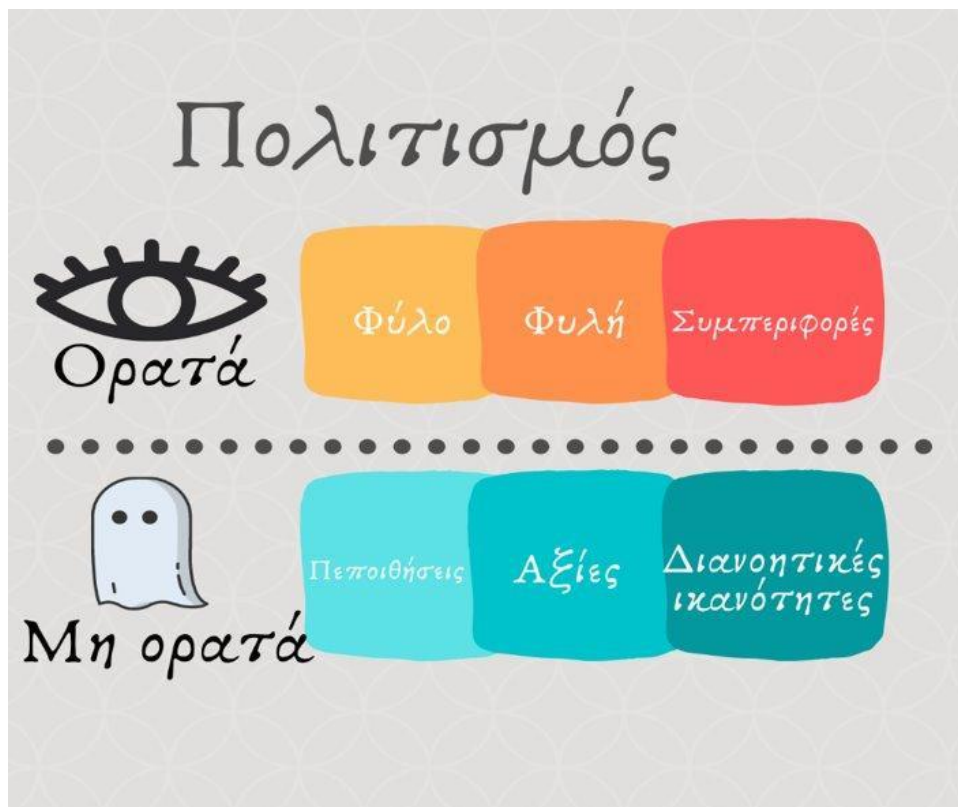 Πολιτισμός
Ορατά
Φύλο
Φυλή
Συμπεριφορές
Μη ορατά
Πεποιθήσεις
Αξίες
Διανοητικές
ικανότητες